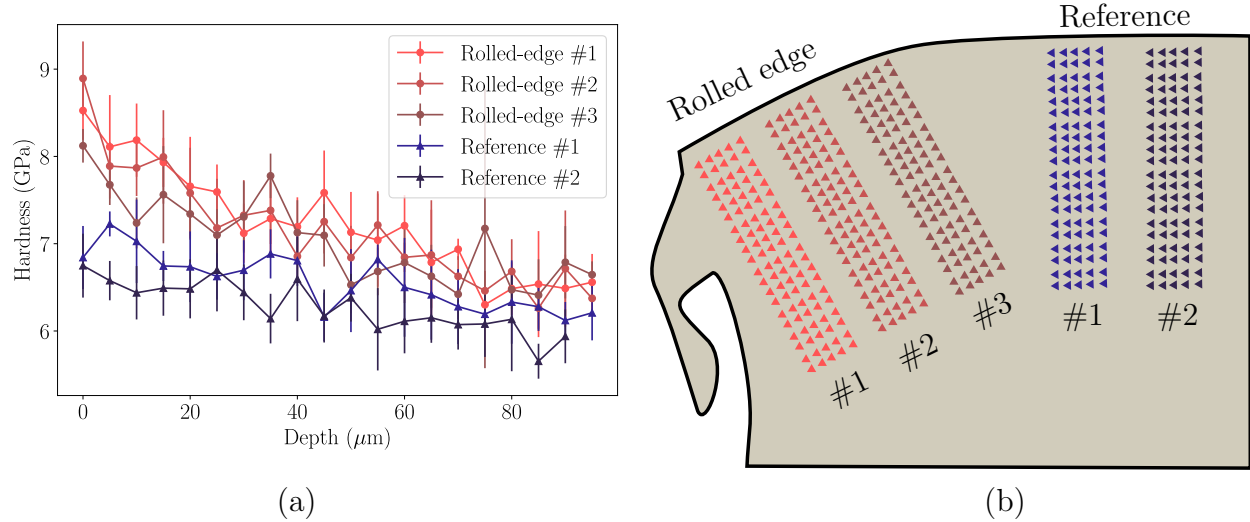 9
8
7
6
Hardness (GPa)
Rolled-edge #1
Rolled-edge #2
Rolled-edge #3
Reference #1
Reference #2
0 20 40 60 80
Depth (μm)
(a)
Reference
Rolled edge
#1
#2
#3
#1
#2
(b)